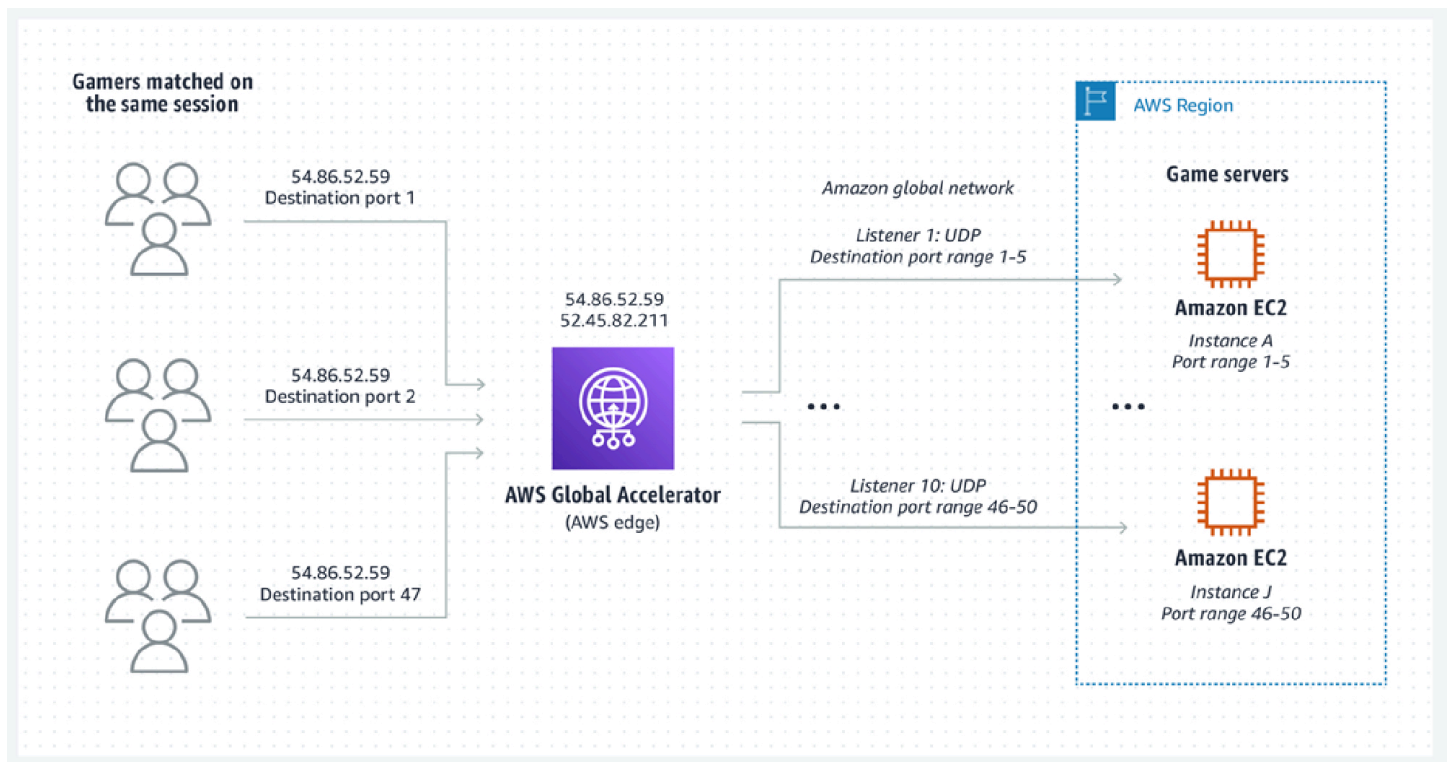 Gamers matched on
the same session
54.86.52.59
Destination port 1
54.86.52.59
Destination port 2
54.86.52.59
Destination port 47
54.86.52.59
52.45.82.211
AWS Global Accelerator
(AWS edge)
Amazon global network
Listener 1: UDP
Destination port range 1-5
...
Listener 10: UDP
Destination port range 46-50
AWS Region
Game servers
Amazon EC2
Instance A
Port range 1-5
...
Amazon EC2
Instance J
Port range 46-50